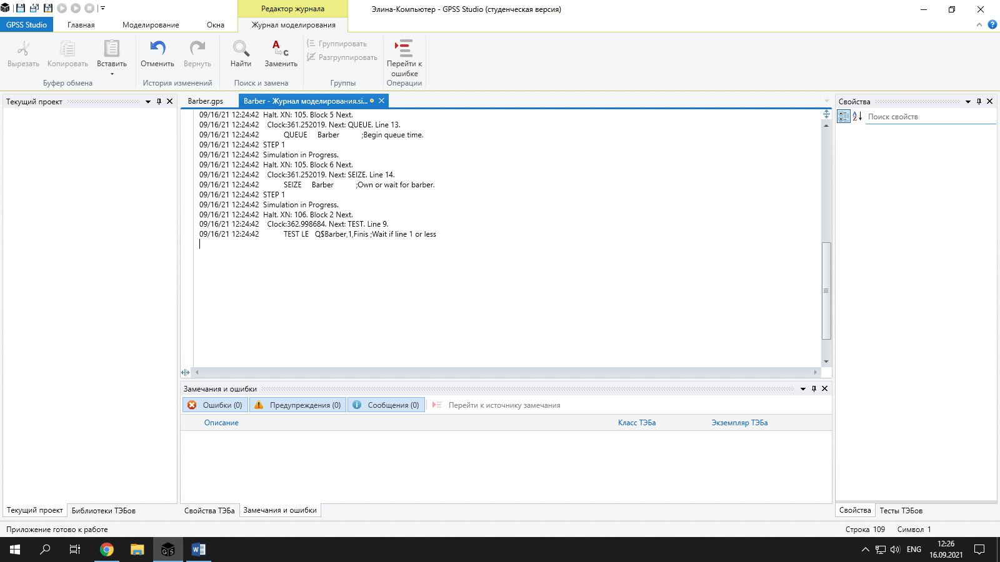 Редактор журнала
Элина-Компьютер - GPSS Studio (студенческая версия)
GPSS Studio Главная Моделирование Окна Журнал моделирования
Вырезать Копировать Вставить Отменить Вернуть Найти Заменить Группировать Разгруппировать Перейти к ошибке
Буфер обмена История изменений Поиск и замена Группы Операции
Текущий проект
Barber.gps Barber - Журнал моделирования.si...
Свойства
Поиск свойств
09/16/21 12:24:42 Halt. XN: 105. Block 5 Next.
09/16/21 12:24:42 Clock:361.252019. Next: QUEUE. Line 13.
09/16/21 12:24:42 QUEUE Barber ;Begin queue time.
09/16/21 12:24:42 STEP 1
09/16/21 12:24:42 Simulation in Progress.
09/16/21 12:24:42 Halt. XN: 105. Block 6 Next.
09/16/21 12:24:42 Clock:361.252019. Next: SEIZE. Line 14.
09/16/21 12:24:42 SEIZE Barber ;Own or wait for barber.
09/16/21 12:24:42 STEP 1
09/16/21 12:24:42 Simulation in Progress.
09/16/21 12:24:42 Halt. XN: 106. Block 2 Next.
09/16/21 12:24:42 Clock:362.998684. Next: TEST. Line 9.
09/16/21 12:24:42 TEST LE Q$Barber,1,Finis ;Wait if line 1 or less
Замечания и ошибки
Ошибки (0) Предупреждения (0) Сообщения (0) Перейти к источнику замечания
Описание Класс ТЭБа Экземпляр ТЭБа
Текущий проект Библиотеки ТЭБов Свойства ТЭБа Замечания и ошибки Свойства Тесты ТЭБов
Приложение готово к работе Строка 109 Символ 1
ENG 12:26
16.09.2021